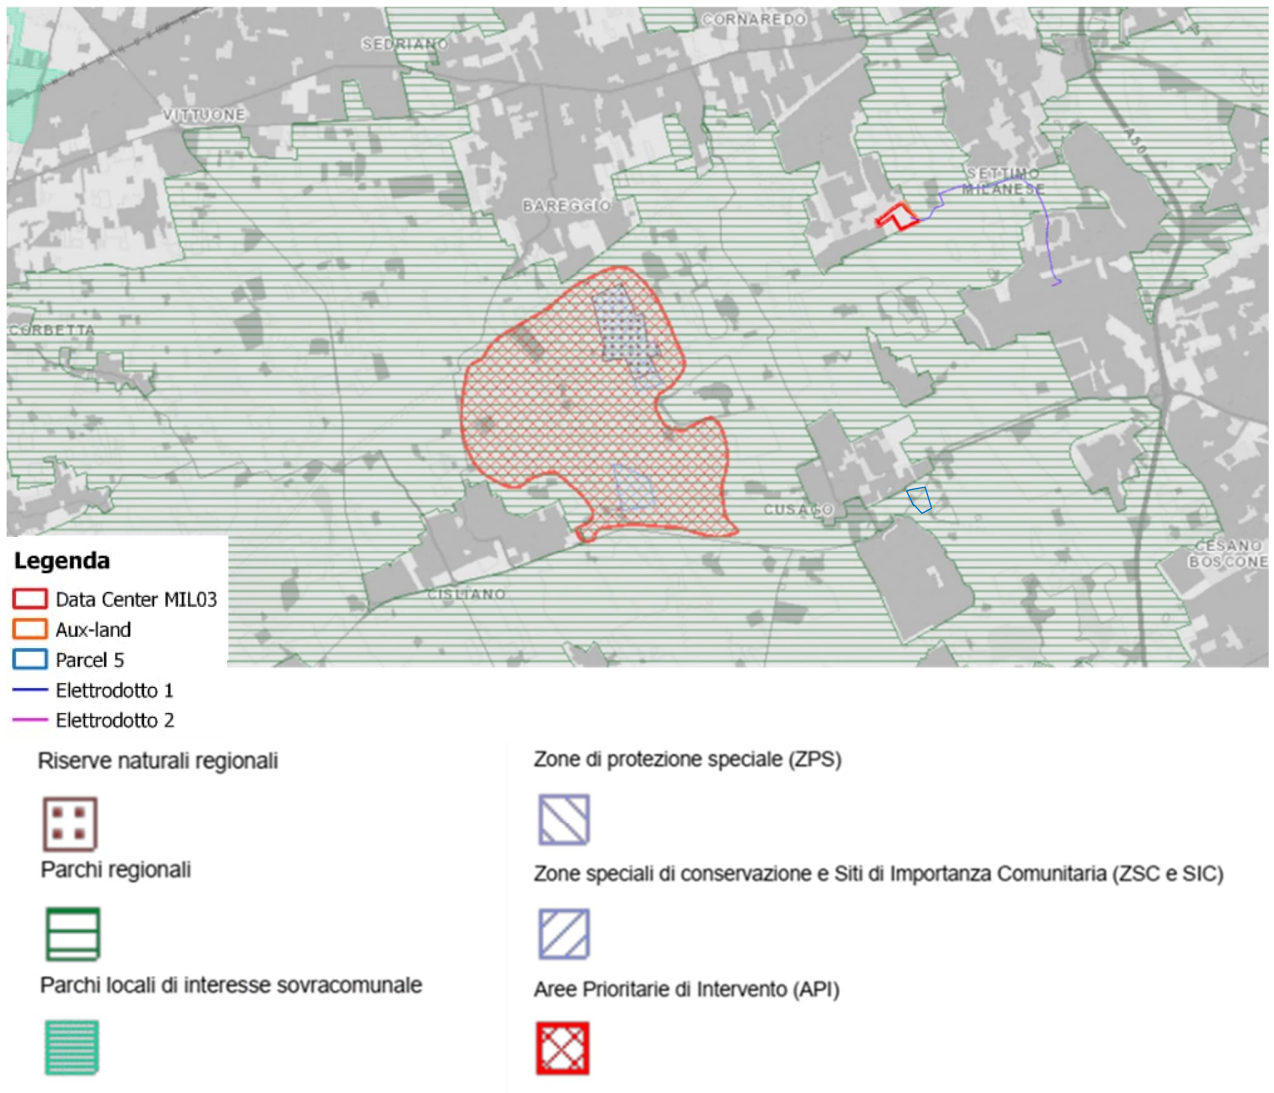 CORNAREDO
SEDRIANO
VITTUONE
A50
SETTIMO
MILANESE
BAREGGIO
CORBETTA
CUSAGO
CESANO
BOSCONE
CISLIANO
Legenda
Data Center MIL03
Aux-land
Parcel 5
Elettrodotto 1
Elettrodotto 2
Riserve naturali regionali
Parchi regionali
Parchi locali di interesse sovracomunale
Zone di protezione speciale (ZPS)
Zone speciali di conservazione e Siti di Importanza Comunitaria (ZSC e SIC)
Aree Prioritarie di Intervento (API)